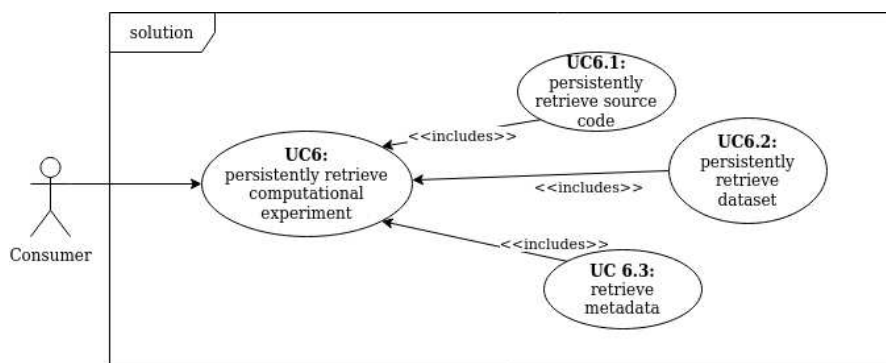 solution
UC6.1:
persistently
retrieve source
code
<<includes>>
UC6:
persistently retrieve
computational
experiment
UC6.2:
persistently
retrieve
dataset
<<includes>>
Consumer
<<includes>>
UC 6.3:
retrieve
metadata